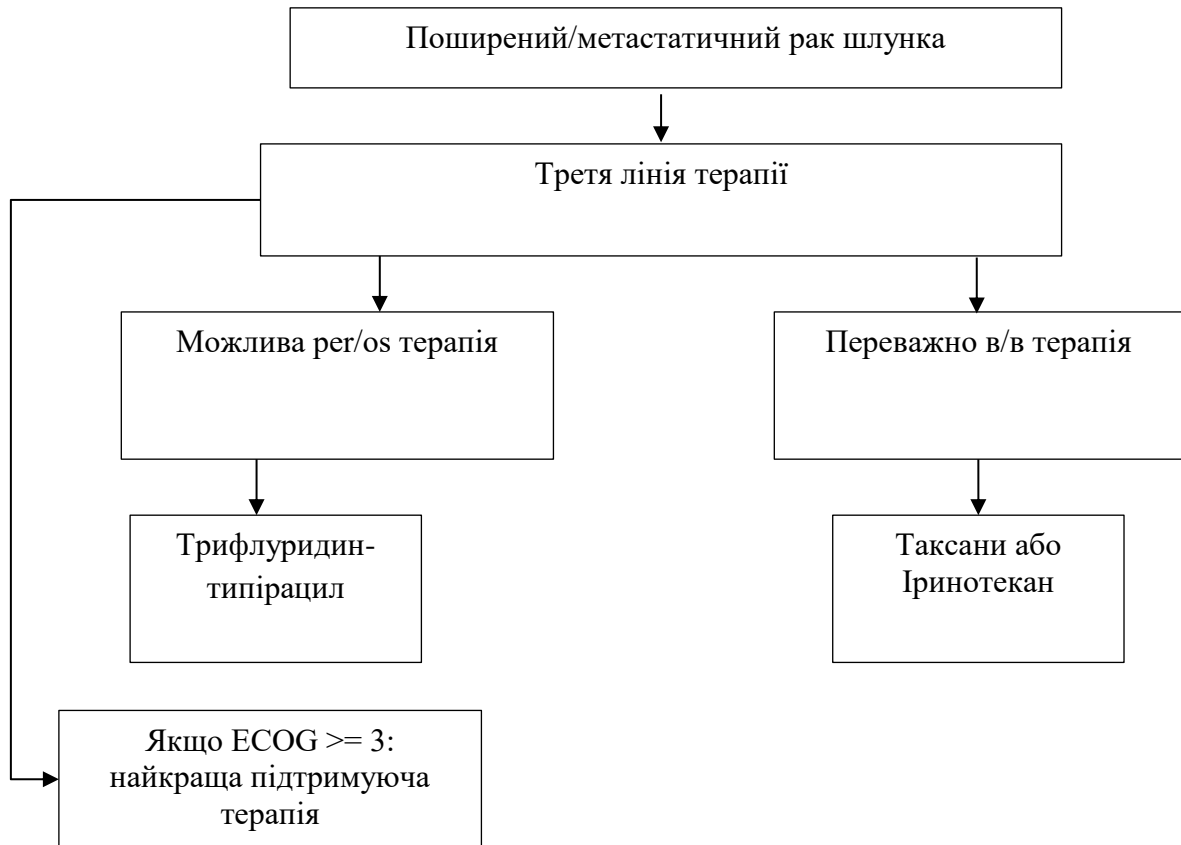 Поширений/метастатичний рак шлунка
Третя лінія терапії
Можлива per/os терапія
Переважно в/в терапія
Трифлуридин-
типірацил
Таксани або
Іринотекан
Якщо ECOG >= 3:
найкраща підтримуюча
терапія